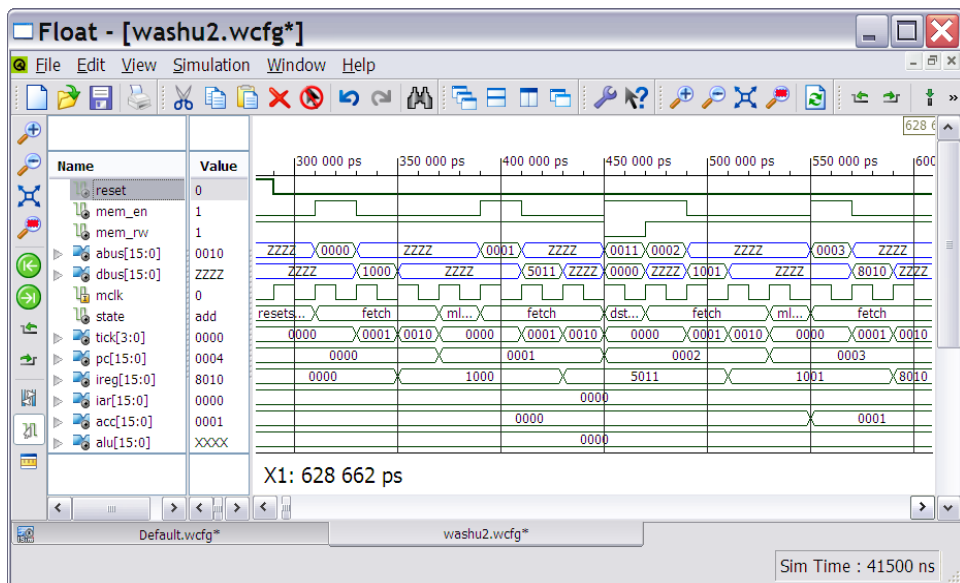 Float - [washu2.wcfg*]
File Edit View Simulation Window Help
628 6
Name Value
300 000 ps 350 000 ps 400 000 ps 450 000 ps 500 000 ps 550 000 ps 600
reset 0
mem_en 1
mem_rw 1
abus[15:0] 0010 ZZZZ 0000 ZZZZ 0001 ZZZZ 0011 0002 ZZZZ 0003 ZZZZ
dbus[15:0] ZZZZ ZZZZ 1000 ZZZZ 5011 ZZZZ 0000 ZZZZ 1001 ZZZZ 8010 ZZZZ
mclk 0
state add resets... fetch ml... fetch dst... fetch ml... fetch
tick[3:0] 0000 0000 0001 0010 0000 0001 0010 0000 0001 0010 0000 0001 0010
pc[15:0] 0004 0000 0001 0002 0003
ireg[15:0] 8010 0000 1000 5011 1001 8010
iar[15:0] 0000 0000
acc[15:0] 0001 0000 0001
alu[15:0] XXXX 0000
X1: 628 662 ps
Default.wcfg* washu2.wcfg*
Sim Time : 41500 ns